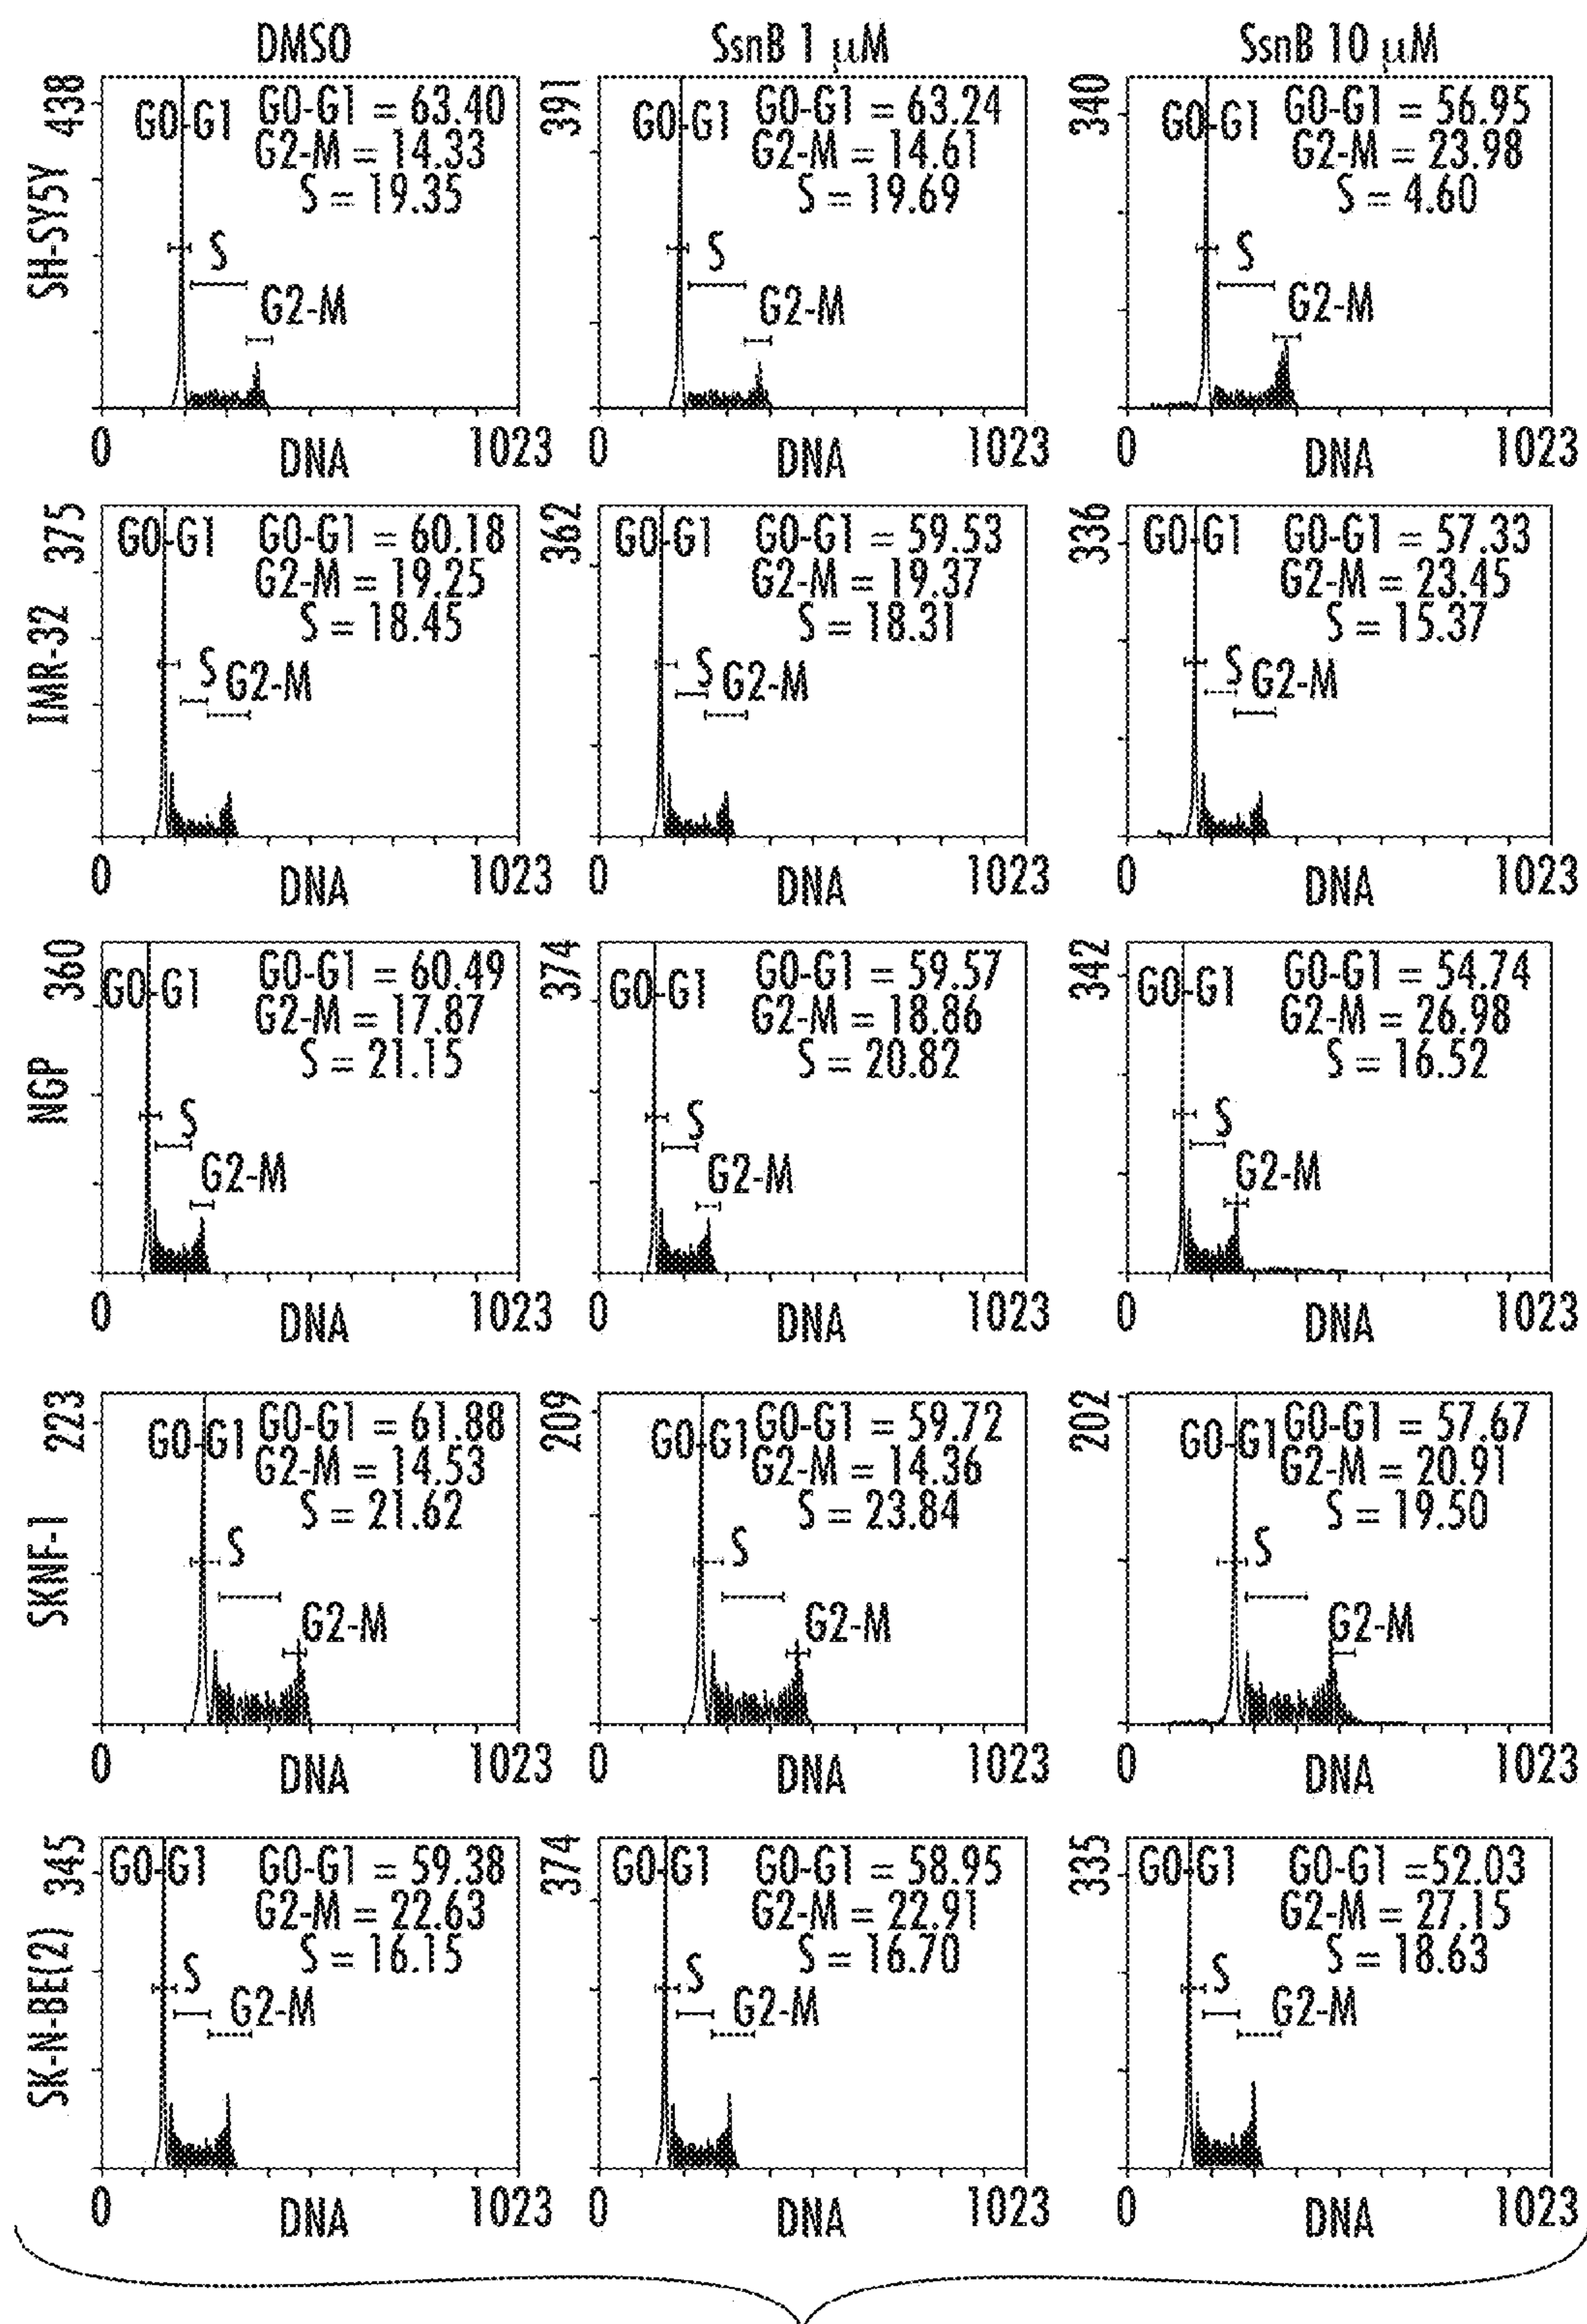 DMSO
SsnB 1 µM
SsnB 10 µM
SH-SY5Y
438
G0-G1
G0-G1 = 63.40
G2-M = 14.33
S = 19.35
S
G2-M
0
DNA
1023
391
G0-G1
G0-G1 = 63.24
G2-M = 14.61
S = 19.69
S
G2-M
0
DNA
1023
340
G0-G1
G0-G1 = 56.95
G2-M = 23.98
S = 4.60
S
G2-M
0
DNA
1023
IMR-32
375
G0-G1
G0-G1 = 60.18
G2-M = 19.25
S = 18.45
S
G2-M
0
DNA
1023
362
G0-G1
G0-G1 = 59.53
G2-M = 19.37
S = 18.31
S
G2-M
0
DNA
1023
336
G0-G1
G0-G1 = 57.33
G2-M = 23.45
S = 15.37
S
G2-M
0
DNA
1023
NGP
360
G0-G1
G0-G1 = 60.49
G2-M = 17.87
S = 21.15
S
G2-M
0
DNA
1023
374
G0-G1
G0-G1 = 59.57
G2-M = 18.86
S = 20.82
S
G2-M
0
DNA
1023
342
G0-G1
G0-G1 = 54.74
G2-M = 26.98
S = 16.52
S
G2-M
0
DNA
1023
SKNF-1
223
G0-G1
G0-G1 = 61.88
G2-M = 14.53
S = 21.62
S
G2-M
0
DNA
1023
209
G0-G1
G0-G1 = 59.72
G2-M = 14.36
S = 23.84
S
G2-M
0
DNA
1023
202
G0-G1
G0-G1 = 57.67
G2-M = 20.91
S = 19.50
S
G2-M
0
DNA
1023
SK-N-BE(2)
345
G0-G1
G0-G1 = 59.38
G2-M = 22.63
S = 16.15
S
G2-M
0
DNA
1023
374
G0-G1
G0-G1 = 58.95
G2-M = 22.91
S = 16.70
S
G2-M
0
DNA
1023
335
G0-G1
G0-G1 =52.03
G2-M = 27.15
S = 18.63
S
G2-M
0
DNA
1023